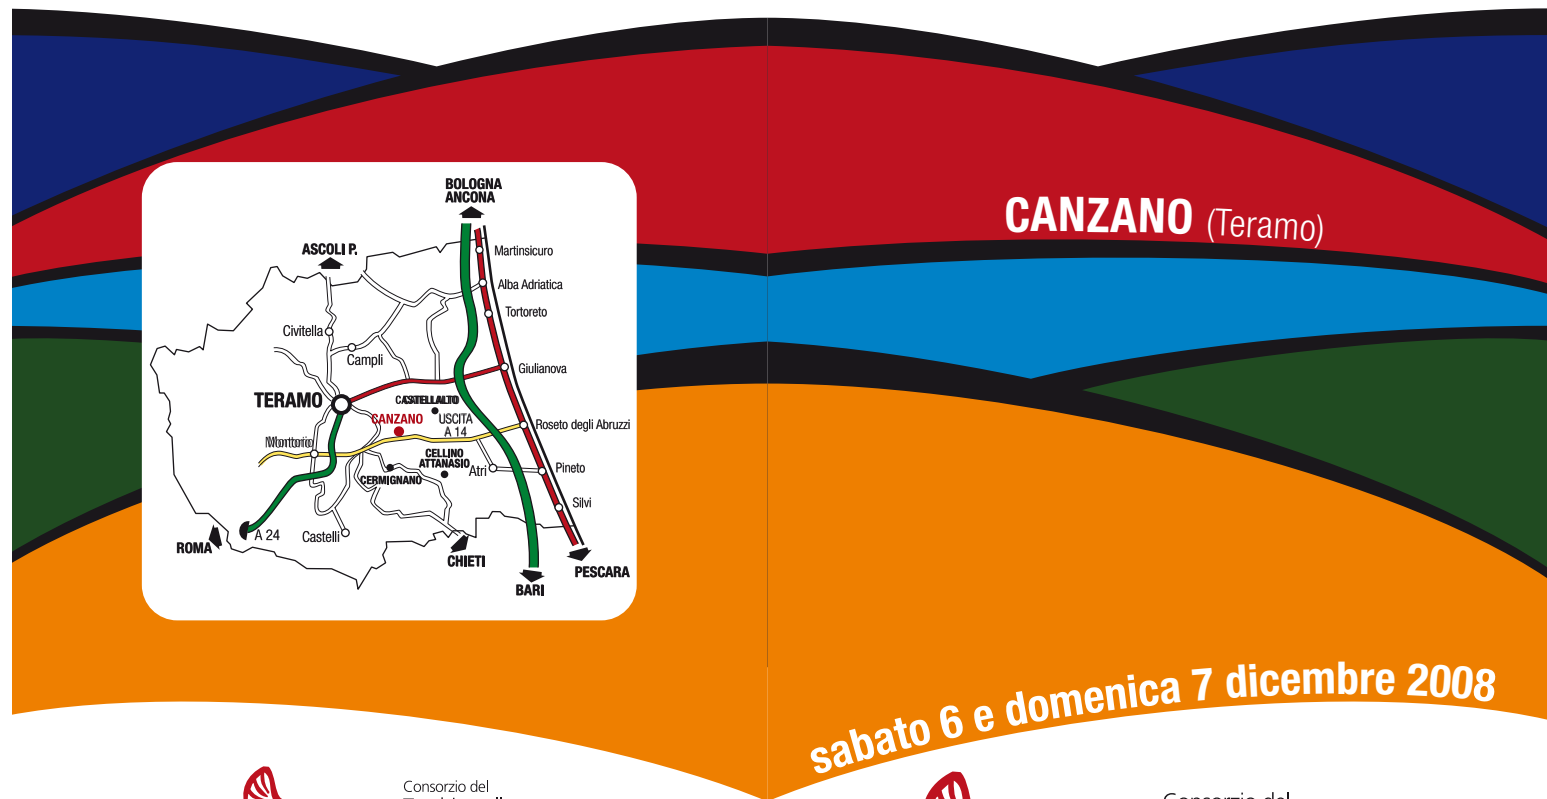 BOLOGNA
ANCONA
ASCOLI P.
Martinsicuro
Alba Adriatica
Tortoreto
Civitella
Campli
Giulianova
TERAMO
CASTELLALTO
CANZANO
USCITA
A 14
Roseto degli Abruzzi
Montorio
CELLINO
ATTANASIO
Atri
Pineto
CERMIGNANO
Silvi
A 24
Castelli
ROMA
CHIETI
PESCARA
BARI
Consorzio del
CANZANO (Teramo)
sabato 6 e domenica 7 dicembre 2008
Consorzio del